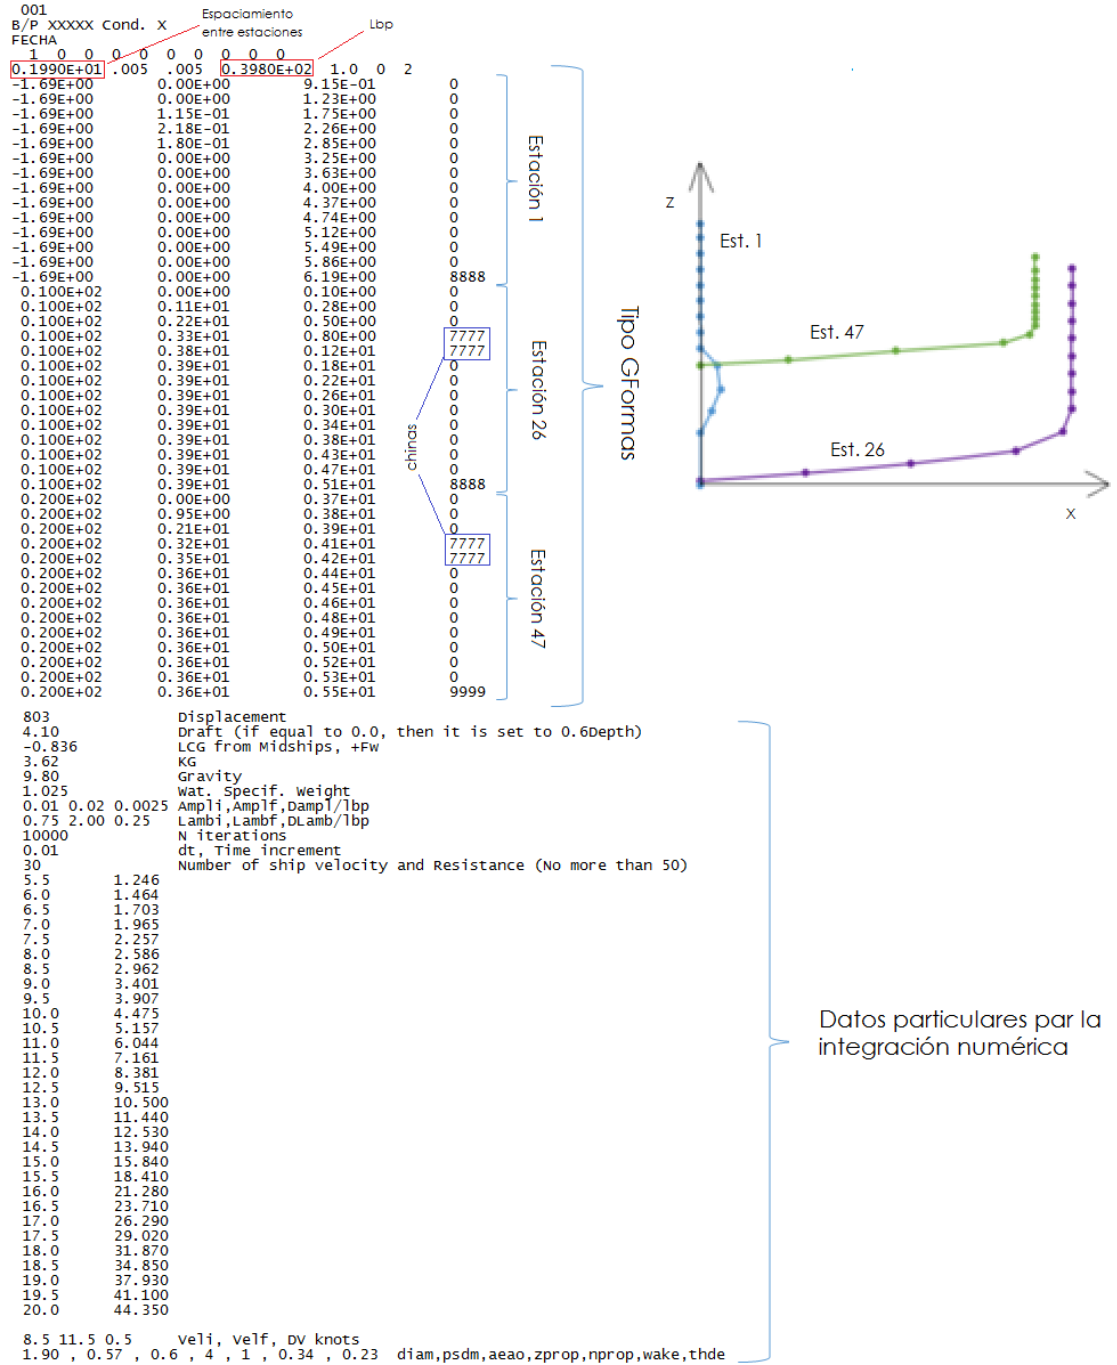 001
B/P XXXXX Cond. X
FECHA
Espaciamiento
entre estaciones
Lbp
1 0 0 0 0 0 0 0 0 0
0.1990E+01 .005 .005 0.3980E+02 1.0 0 2
-1.69E+00 0.00E+00 9.15E-01 0
-1.69E+00 0.00E+00 1.23E+00 0
-1.69E+00 1.15E-01 1.75E+00 0
-1.69E+00 2.18E-01 2.26E+00 0
-1.69E+00 1.80E-01 2.85E+00 0
-1.69E+00 0.00E+00 3.25E+00 0
-1.69E+00 0.00E+00 3.63E+00 0
-1.69E+00 0.00E+00 4.00E+00 0
-1.69E+00 0.00E+00 4.37E+00 0
-1.69E+00 0.00E+00 4.74E+00 0
-1.69E+00 0.00E+00 5.12E+00 0
-1.69E+00 0.00E+00 5.49E+00 0
-1.69E+00 0.00E+00 5.86E+00 0
-1.69E+00 0.00E+00 6.19E+00 8888
0.100E+02 0.00E+00 0.10E+00 0
0.100E+02 0.11E+01 0.28E+00 0
0.100E+02 0.22E+01 0.50E+00 0
0.100E+02 0.33E+01 0.80E+00 7777
0.100E+02 0.38E+01 0.12E+01 7777
0.100E+02 0.39E+01 0.18E+01 0
0.100E+02 0.39E+01 0.22E+01 0
0.100E+02 0.39E+01 0.26E+01 0
0.100E+02 0.39E+01 0.30E+01 0
0.100E+02 0.39E+01 0.34E+01 0
0.100E+02 0.39E+01 0.38E+01 0
0.100E+02 0.39E+01 0.43E+01 0
0.100E+02 0.39E+01 0.47E+01 0
0.100E+02 0.39E+01 0.51E+01 8888
0.200E+02 0.00E+00 0.37E+01 0
0.200E+02 0.95E+00 0.38E+01 0
0.200E+02 0.21E+01 0.39E+01 0
0.200E+02 0.32E+01 0.41E+01 7777
0.200E+02 0.35E+01 0.42E+01 7777
0.200E+02 0.36E+01 0.44E+01 0
0.200E+02 0.36E+01 0.45E+01 0
0.200E+02 0.36E+01 0.46E+01 0
0.200E+02 0.36E+01 0.48E+01 0
0.200E+02 0.36E+01 0.49E+01 0
0.200E+02 0.36E+01 0.50E+01 0
0.200E+02 0.36E+01 0.52E+01 0
0.200E+02 0.36E+01 0.53E+01 0
0.200E+02 0.36E+01 0.55E+01 9999
chinas
Estación 1
Estación 26
Estación 47
Tipo GFormas
Z
Est. 1
Est. 47
Est. 26
X
803 Displacement
4.10 Draft (if equal to 0.0, then it is set to 0.6Depth)
-0.836 LCG from Midships, +Fw
3.62 KG
9.80 Gravity
1.025 Wat. Specif. Weight
0.01 0.02 0.0025 Ampli,Amplf,Dampl/lbp
0.75 2.00 0.25 Lambi,Lambf,DLamb/lbp
10000 N iterations
0.01 dt, Time increment
30 Number of ship velocity and Resistance (No more than 50)
5.5 1.246
6.0 1.464
6.5 1.703
7.0 1.965
7.5 2.257
8.0 2.586
8.5 2.962
9.0 3.401
9.5 3.907
10.0 4.475
10.5 5.157
11.0 6.044
11.5 7.161
12.0 8.381
12.5 9.515
13.0 10.500
13.5 11.440
14.0 12.530
14.5 13.940
15.0 15.840
15.5 18.410
16.0 21.280
16.5 23.710
17.0 26.290
17.5 29.020
18.0 31.870
18.5 34.850
19.0 37.930
19.5 41.100
20.0 44.350
Datos particulares par la
integración numérica
8.5 11.5 0.5 Veli, Velf, DV knots
1.90 , 0.57 , 0.6 , 4 , 1 , 0.34 , 0.23 diam,psdm,aeao,zprop,nprop,wake,thde